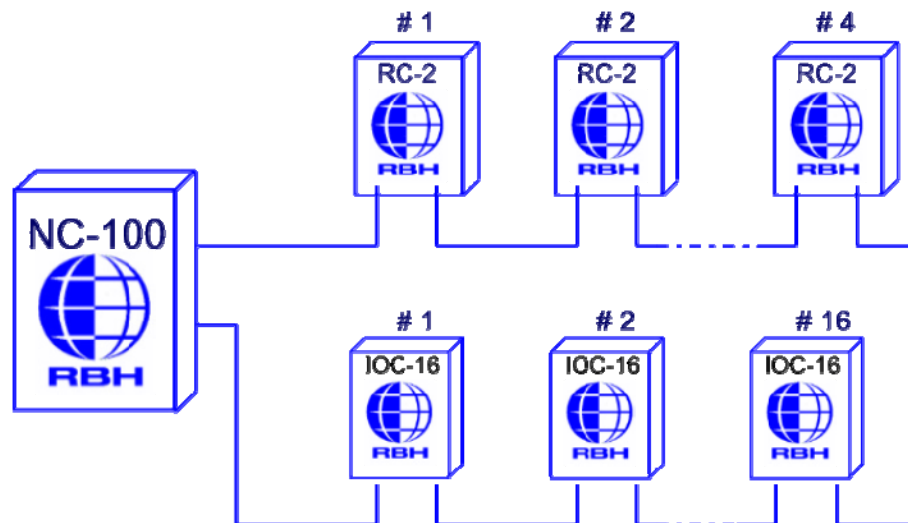 # 1 # 2 # 4
RC-2 RC-2 RC-2
RBH RBH RBH
NC-100
RBH
# 1 # 2 # 16
IOC-16 IOC-16 IOC-16
RBH RBH RBH